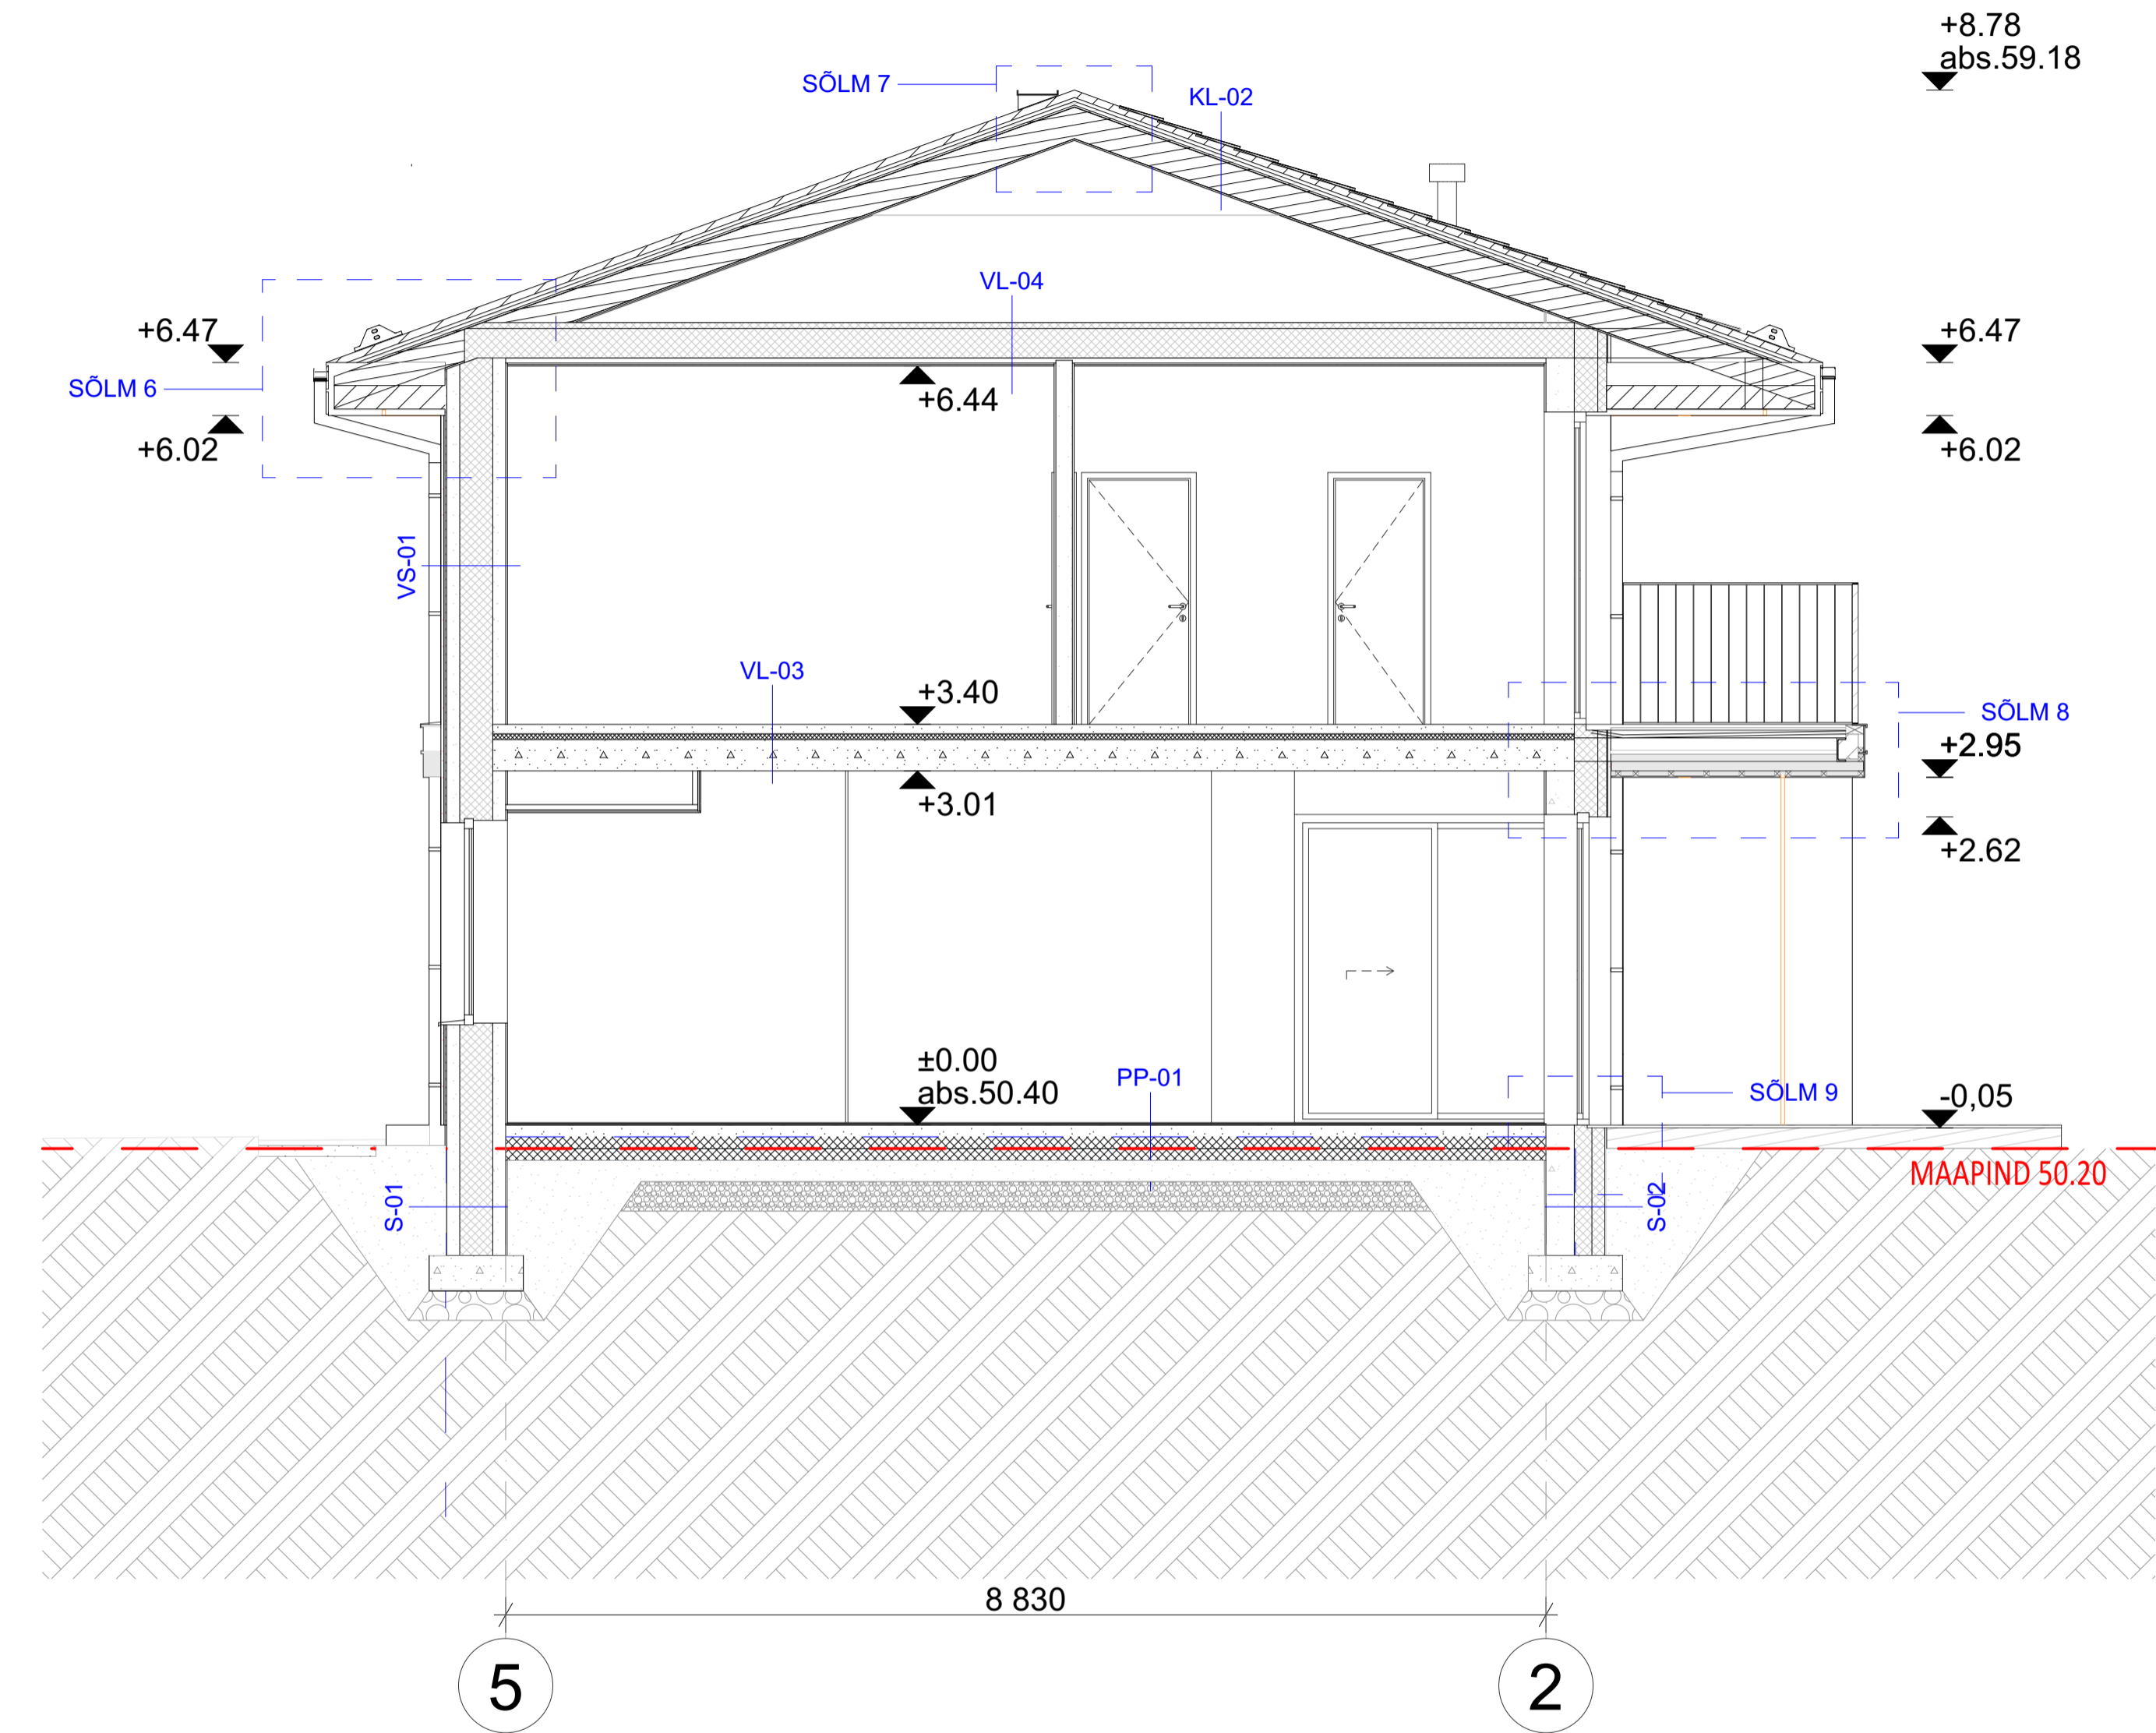 +8.78
abs.59.18
SÕLM 7
KL-02
VL-04
+6.47
+6.47
SÕLM 6
+6.44
+6.02
+6.02
VS-01
VL-03
+3.40
SÕLM 8
+2.95
+3.01
+2.62
±0.00
abs.50.40
PP-01
SÕLM 9
-0,05
MAAPIND 50.20
S-01
S-02
8 830
5
2